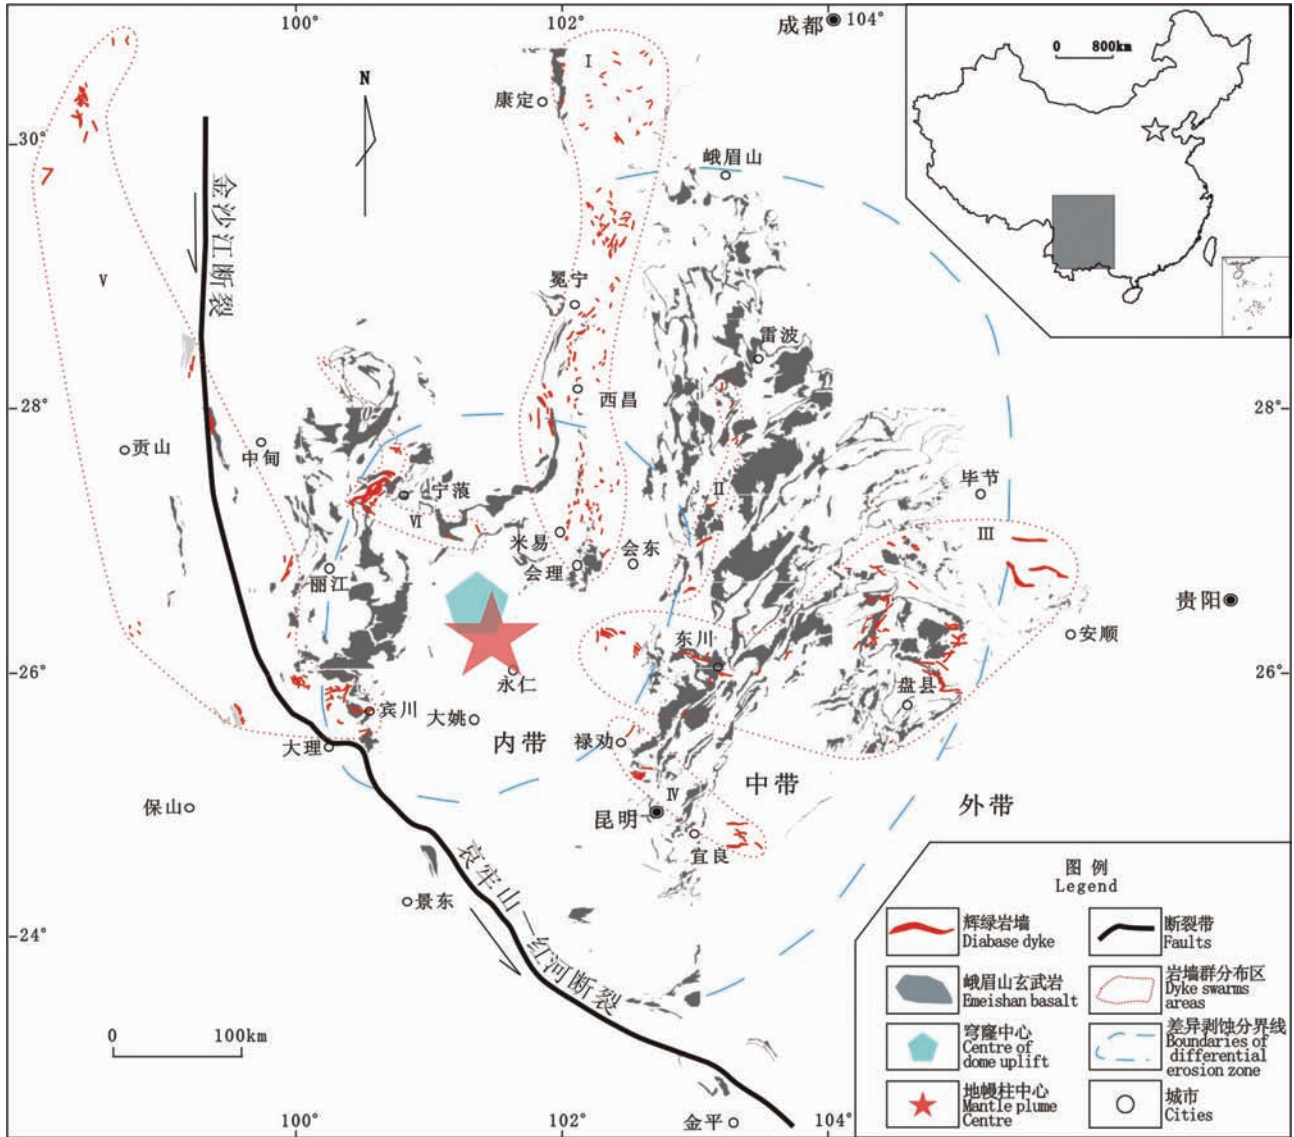 100°
102°
成都
104°
0 800km
N
I
康定
30°
峨眉山
金沙江断裂
V
冕宁
雷波
西昌
28°
28°
贡山
中甸
宁蒗
II
毕节
VI
III
米易
会东
会理
丽江
贵阳
东川
安顺
26°
26°
永仁
盘县
宾川
大姚
内带
禄劝
大理
中带
IV
外带
保山
昆明
宜良
哀牢山—红河断裂
景东
24°
0 100km
金平
100°
102°
104°
图例
Legend
辉绿岩墙
Diabase dyke
断裂带
Faults
峨眉山玄武岩
Emeishan basalt
岩墙群分布区
Dyke swarms
areas
穹窿中心
Centre of
dome uplift
差异剥蚀分界线
Boundaries of
differential
erosion zone
地幔柱中心
Mantle plume
Centre
城市
Cities